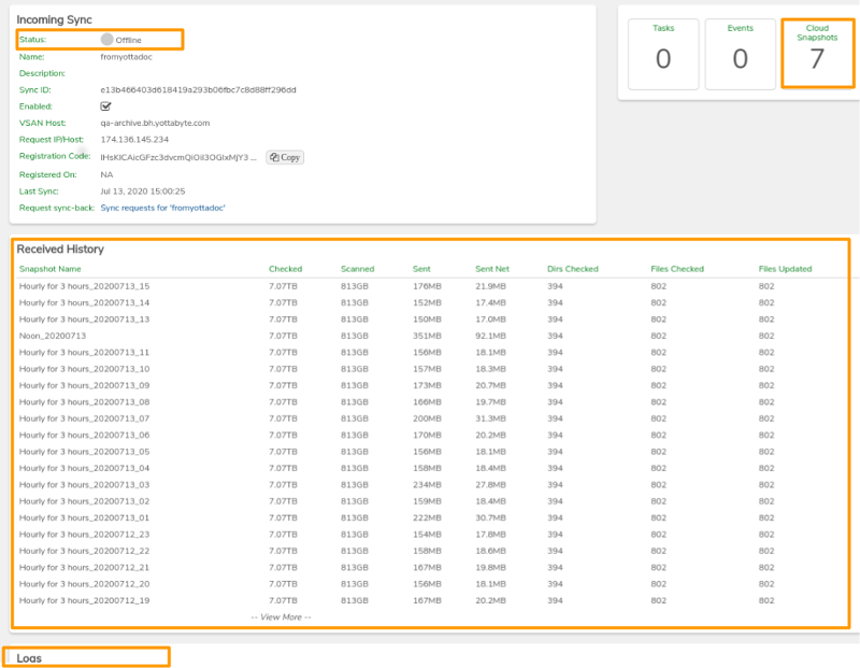 Incoming Sync
Status: Offline
Name: fromyottadoc
Description:
Sync ID: e13b466403d618419a293b06fbc7c8d88ff296dd
Enabled:
VSAN Host: qa-archive.bh.yottabyte.com
Request IP/Host: 174.136.145.234
Registration Code: IHsKICAicGFzc3dvcmQiOiI3OGIxMjY3 ... Copy
Registered On: NA
Last Sync: Jul 13, 2020 15:00:25
Request sync-back: Sync requests for 'fromyottadoc'
Tasks Events Cloud Snapshots
0 0 7
Received History
Snapshot Name Checked Scanned Sent Sent Net Dirs Checked Files Checked Files Updated
Hourly for 3 hours_20200713_15 7.07TB 813GB 176MB 21.9MB 394 802 802
Hourly for 3 hours_20200713_14 7.07TB 813GB 152MB 17.4MB 394 802 802
Hourly for 3 hours_20200713_13 7.07TB 813GB 150MB 17.0MB 394 802 802
Noon_20200713 7.07TB 813GB 351MB 92.1MB 394 802 802
Hourly for 3 hours_20200713_11 7.07TB 813GB 156MB 18.1MB 394 802 802
Hourly for 3 hours_20200713_10 7.07TB 813GB 157MB 18.3MB 394 802 802
Hourly for 3 hours_20200713_09 7.07TB 813GB 173MB 20.7MB 394 802 802
Hourly for 3 hours_20200713_08 7.07TB 813GB 166MB 19.7MB 394 802 802
Hourly for 3 hours_20200713_07 7.07TB 813GB 200MB 31.3MB 394 802 802
Hourly for 3 hours_20200713_06 7.07TB 813GB 170MB 20.2MB 394 802 802
Hourly for 3 hours_20200713_05 7.07TB 813GB 156MB 18.1MB 394 802 802
Hourly for 3 hours_20200713_04 7.07TB 813GB 158MB 18.4MB 394 802 802
Hourly for 3 hours_20200713_03 7.07TB 813GB 234MB 27.8MB 394 802 802
Hourly for 3 hours_20200713_02 7.07TB 813GB 159MB 18.4MB 394 802 802
Hourly for 3 hours_20200713_01 7.07TB 813GB 222MB 30.7MB 394 802 802
Hourly for 3 hours_20200712_23 7.07TB 813GB 154MB 17.8MB 394 802 802
Hourly for 3 hours_20200712_22 7.07TB 813GB 158MB 18.6MB 394 802 802
Hourly for 3 hours_20200712_21 7.07TB 813GB 167MB 19.8MB 394 802 802
Hourly for 3 hours_20200712_20 7.07TB 813GB 156MB 18.1MB 394 802 802
Hourly for 3 hours_20200712_19 7.07TB 813GB 167MB 20.2MB 394 802 802
-- View More --
Logs